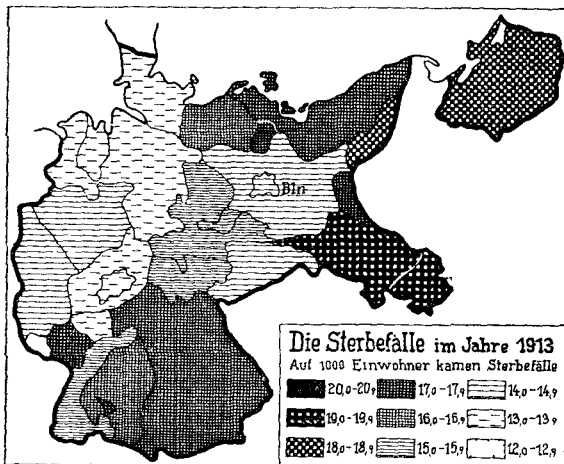 Bln
Die Sterbefälle im Jahre 1913
Auf 1000 Einwohner kamen Sterbefälle
20,0-20,9 17,0-17,9 14,0-14,9
19,0-19,9 16,0-16,9 13,0-13,9
18,0-18,9 15,0-15,9 12,0-12,9